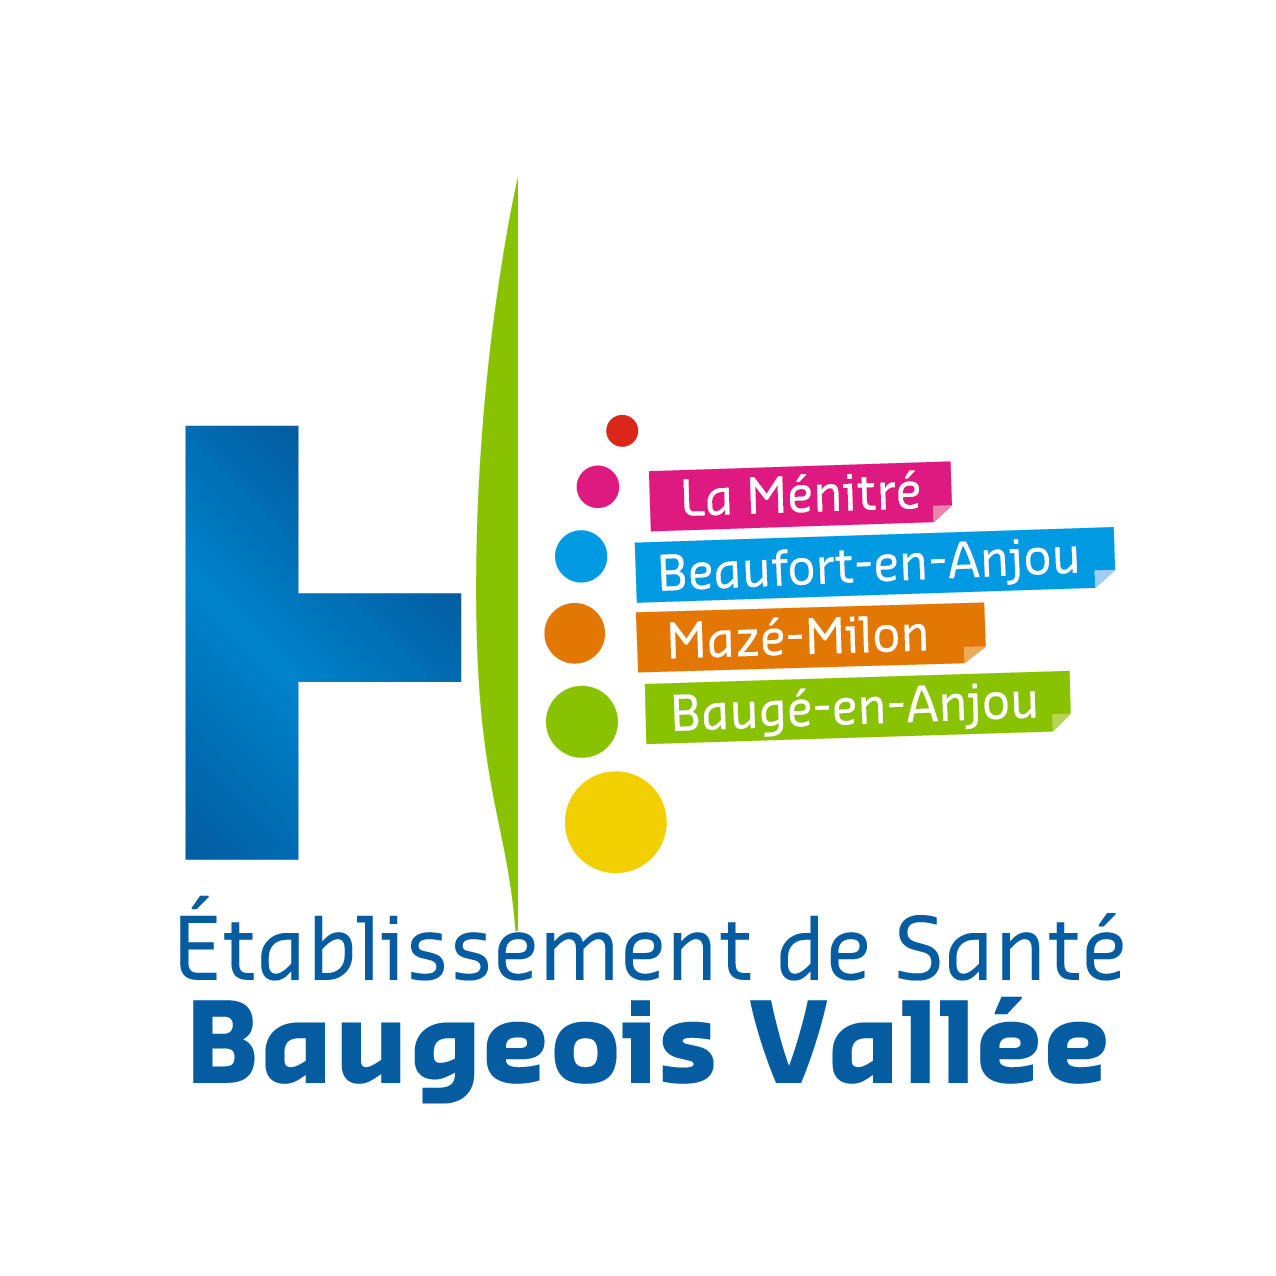 La Ménitré
Beaufort-en-Anjou
Mazé-Milon
Baugé-en-Anjou
Établissement de Santé
Baugeois Vallée